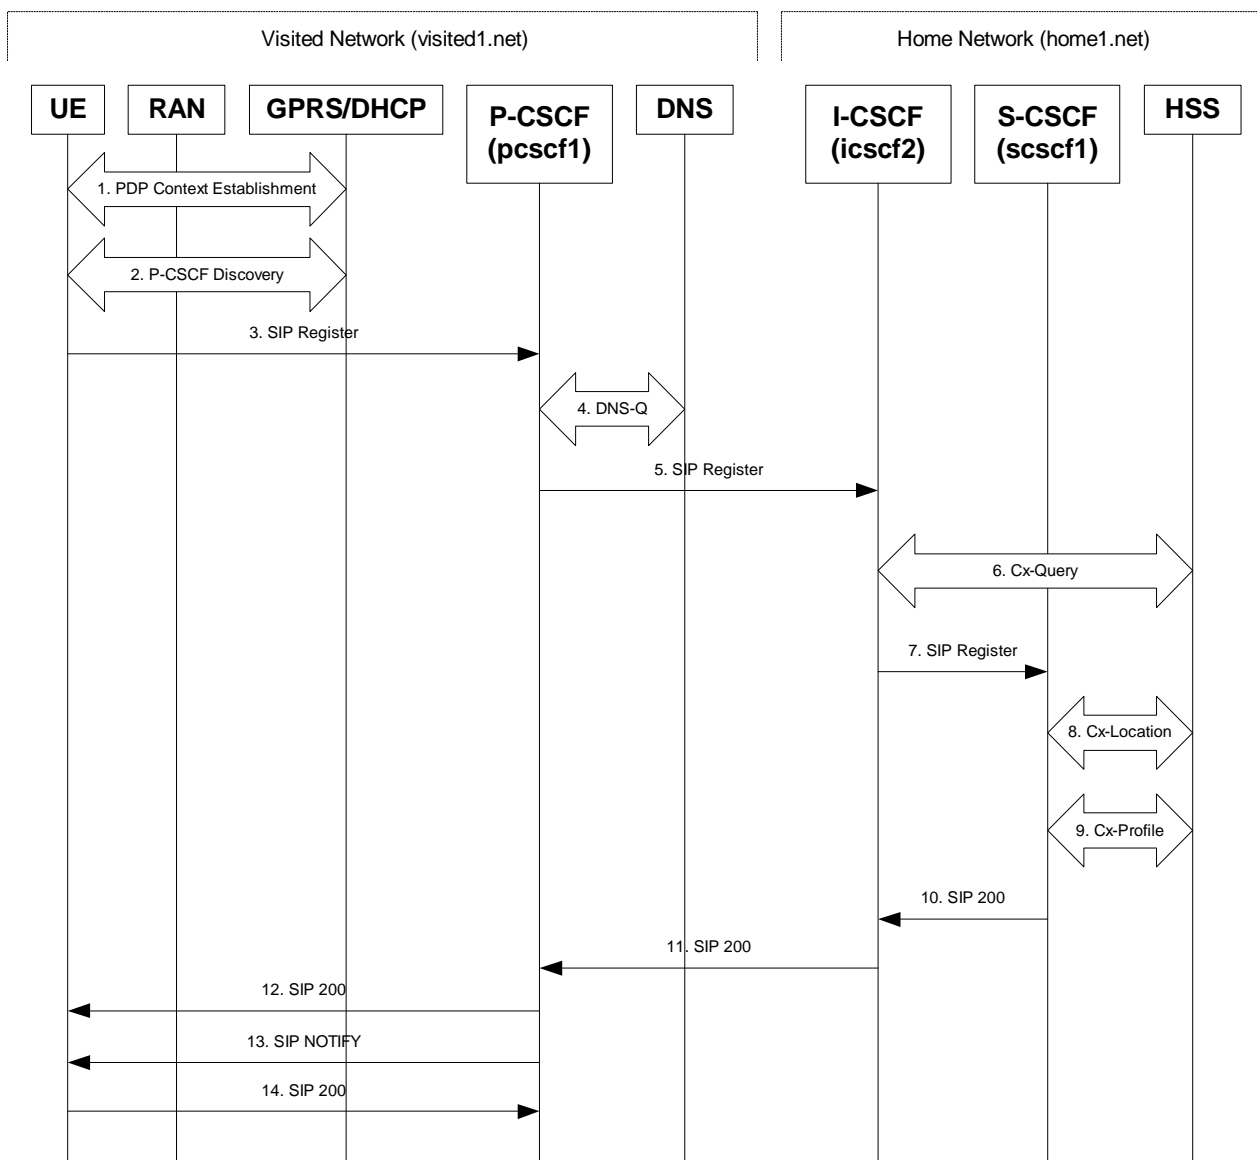 Visited Network (visited1.net)
Home Network (home1.net)
UE
RAN
GPRS/DHCP
P-CSCF
(pcscf1)
DNS
I-CSCF
(icscf2)
S-CSCF
(scscf1)
HSS
1. PDP Context Establishment
2. P-CSCF Discovery
3. SIP Register
4. DNS-Q
5. SIP Register
6. Cx-Query
7. SIP Register
8. Cx-Location
9. Cx-Profile
10. SIP 200
11. SIP 200
12. SIP 200
13. SIP NOTIFY
14. SIP 200